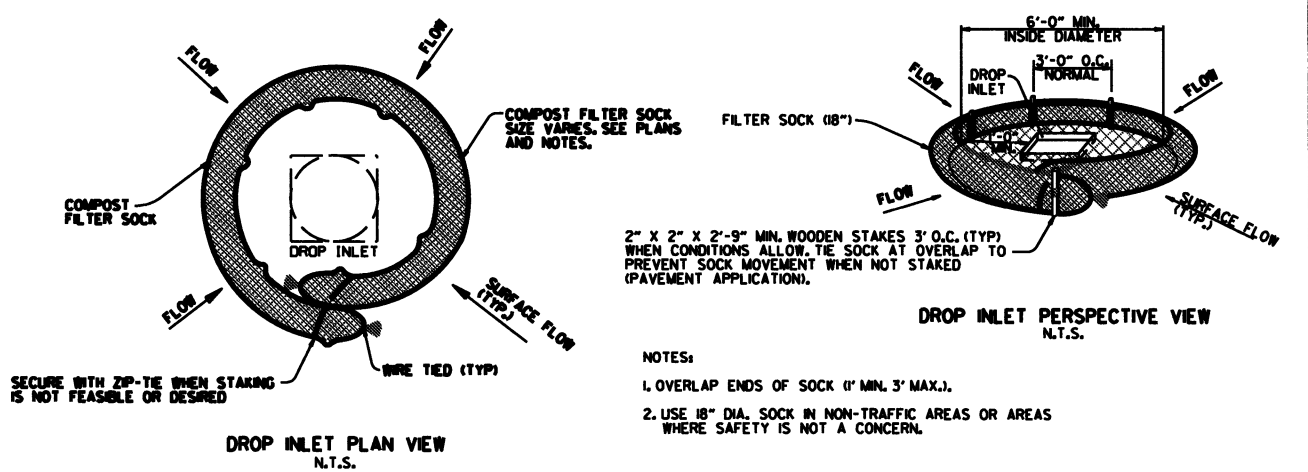 FLOW
FLOW
COMPOST FILTER SOCK
SIZE VARIES. SEE PLANS
AND NOTES.
COMPOST
FILTER SOCK
DROP INLET
FLOW
SURFACE FLOW
(TYP.)
WIRE TIED (TYP)
SECURE WITH ZIP-TIE WHEN STAKING
IS NOT FEASIBLE OR DESIRED
DROP INLET PLAN VIEW
N.T.S.
6'-0" MIN.
INSIDE DIAMETER
3'-0" O.C.
NORMAL
FLOW
DROP
INLET
FLOW
FILTER SOCK (18")
MIN.
FLOW
SURFACE FLOW
(TYP.)
2" X 2" X 2'-9" MIN. WOODEN STAKES 3' O.C. (TYP)
WHEN CONDITIONS ALLOW. TIE SOCK AT OVERLAP TO
PREVENT SOCK MOVEMENT WHEN NOT STAKED
(PAVEMENT APPLICATION).
DROP INLET PERSPECTIVE VIEW
N.T.S.
NOTES:
1. OVERLAP ENDS OF SOCK (1' MIN. 3' MAX.).
2. USE 18" DIA. SOCK IN NON-TRAFFIC AREAS OR AREAS
WHERE SAFETY IS NOT A CONCERN.